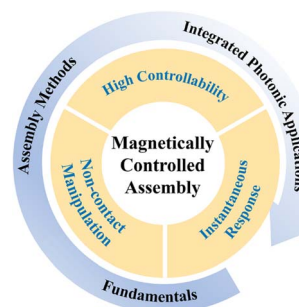 Assembly Methods
Integrated Photonic Applications
High Controllability
Magnetically
Controlled
Assembly
Non-contact
Manipulation
Instantaneous
Response
Fundamentals